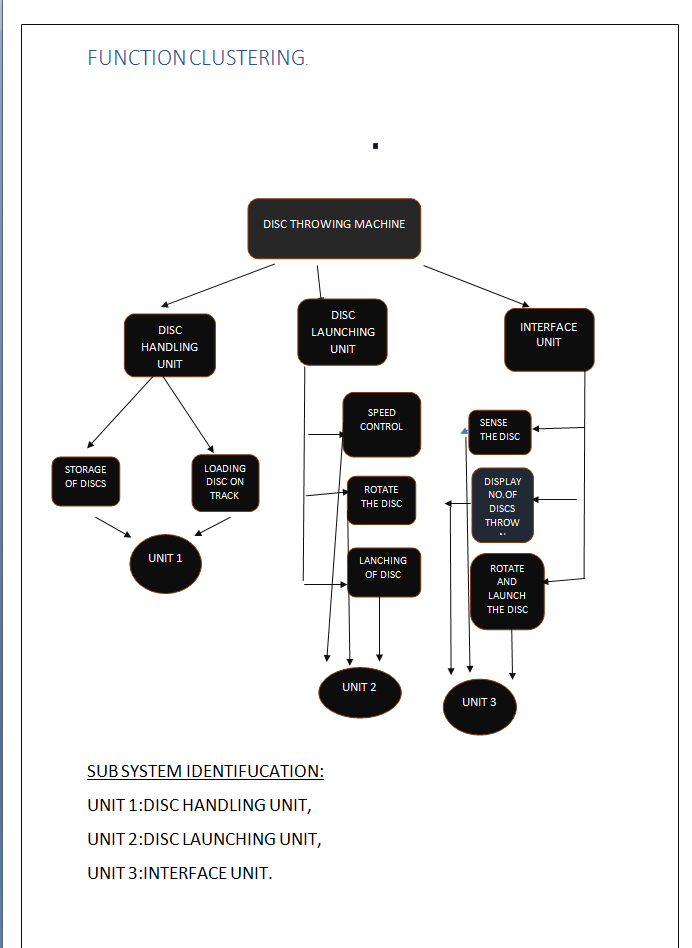 FUNCTION CLUSTERING.
DISC THROWING MACHINE
DISC
HANDLING
UNIT
DISC
LAUNCHING
UNIT
INTERFACE
UNIT
STORAGE
OF DISCS
LOADING
DISC ON
TRACK
UNIT 1
SPEED
CONTROL
ROTATE
THE DISC
LANCHING
OF DISC
UNIT 2
SENSE
THE DISC
DISPLAY
NO.OF
DISCS
THROW
ROTATE
AND
LAUNCH
THE DISC
UNIT 3
SUB SYSTEM IDENTIFUCATION:
UNIT 1:DISC HANDLING UNIT,
UNIT 2:DISC LAUNCHING UNIT,
UNIT 3:INTERFACE UNIT.